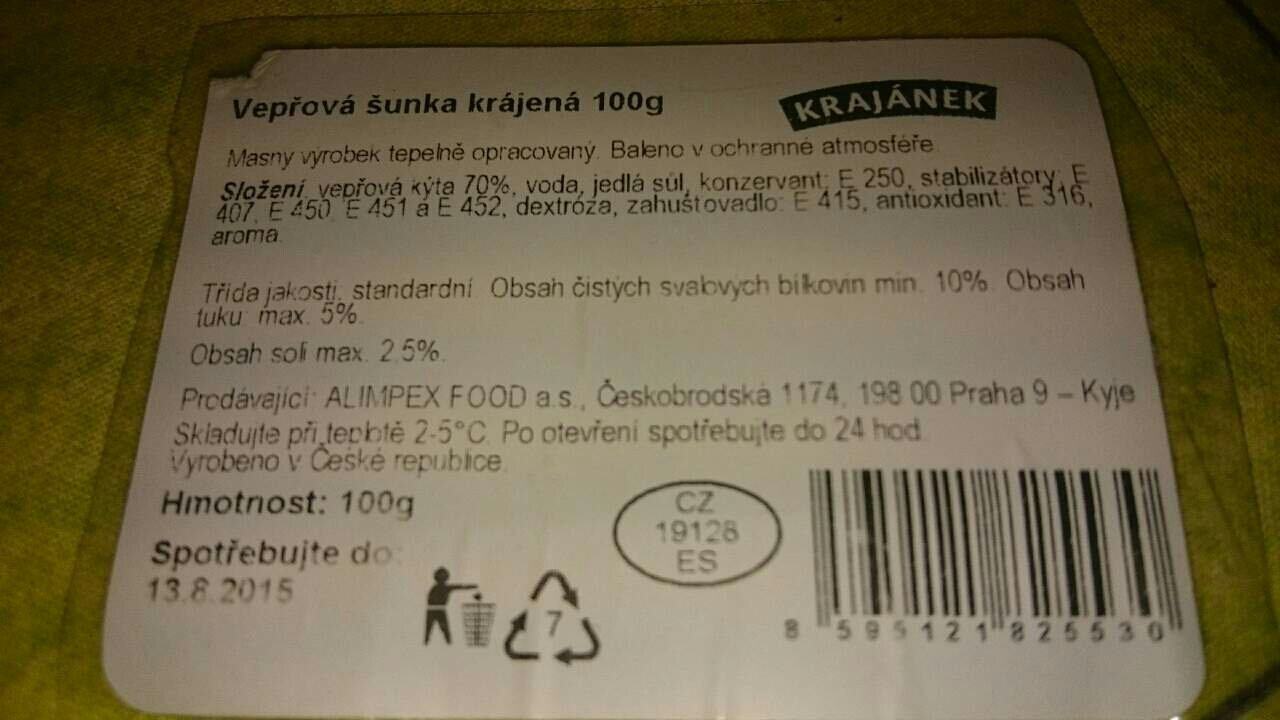 Vepřová šunka krájená 100g
KRAJÁNEK
Masný výrobek tepelně opracovaný. Baleno v ochranné atmosféře.
Složení: vepřová kýta 70%, voda, jedlá sůl, konzervant: E 250, stabilizátory: E
407, E 450, E 451 a E 452, dextróza, zahušťovadlo: E 415, antioxidant: E 316,
aroma.
Třída jakosti: standardní. Obsah čistých svalových bílkovin min. 10%. Obsah
tuku: max. 5%.
Obsah soli max. 2,5%.
Prodávající: ALIMPEX FOOD a.s., Českobrodská 1174, 198 00 Praha 9 – Kyje
Skladujte při teplotě 2-5°C. Po otevření spotřebujte do 24 hod.
Vyrobeno v České republice.
Hmotnost: 100g
CZ
19128
ES
Spotřebujte do:
13.8.2015
7
8 595121 825530